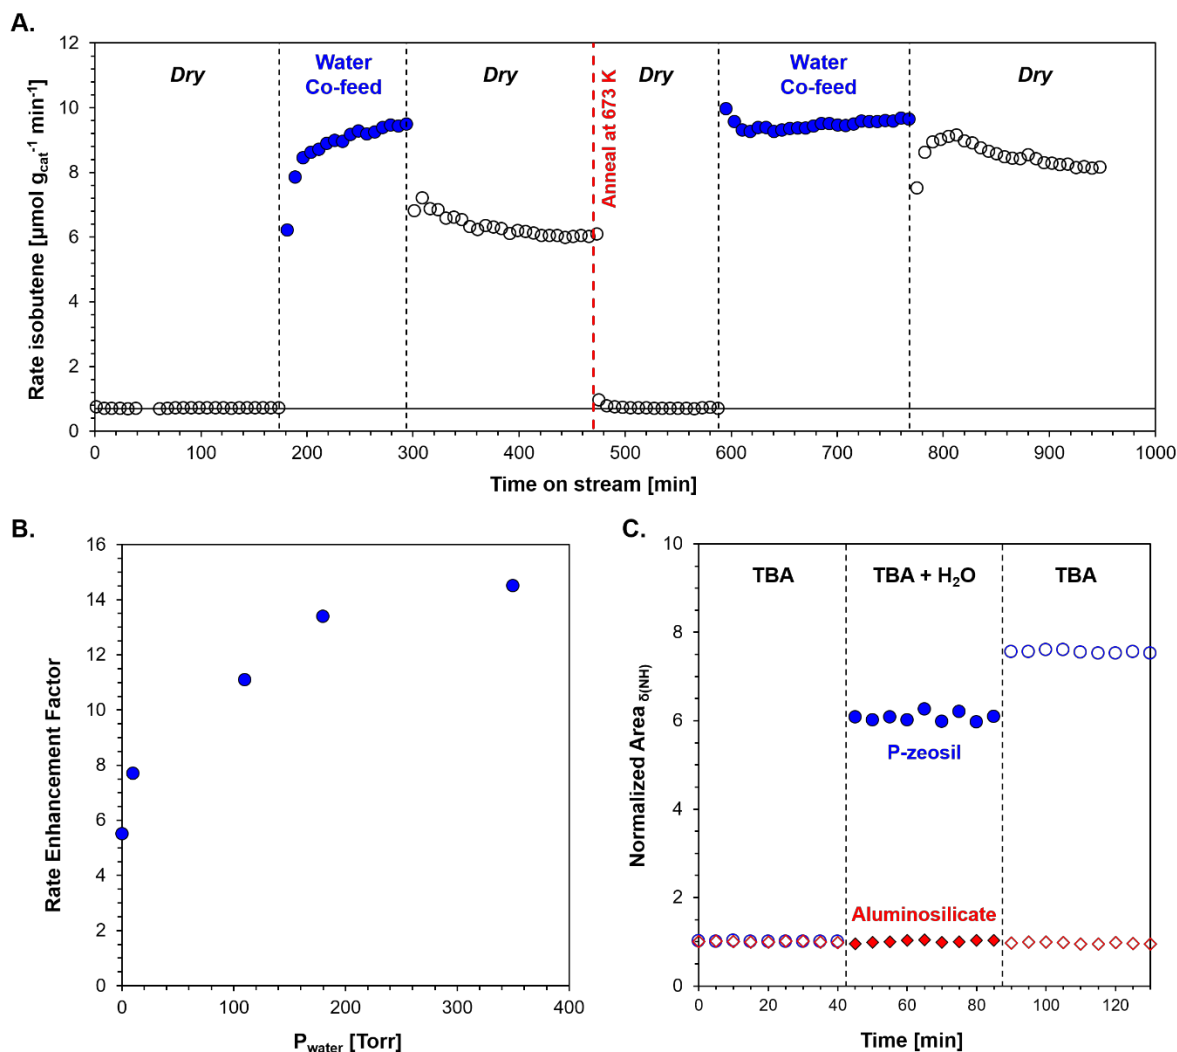 A.
Dry
Water
Co-feed
Dry
Anneal at 673 K
Dry
Water
Co-feed
Dry
Rate isobutene [µmol g_cat^-1 min^-1]
12
10
8
6
4
2
0
0 100 200 300 400 500 600 700 800 900 1000
Time on stream [min]
B.
Rate Enhancement Factor
16
14
12
10
8
6
4
2
0
0 100 200 300 400
P_water [Torr]
C.
TBA
TBA + H₂O
TBA
P-zeosil
Aluminosilicate
Normalized Area δ(NH)
10
8
6
4
2
0
0 20 40 60 80 100 120
Time [min]